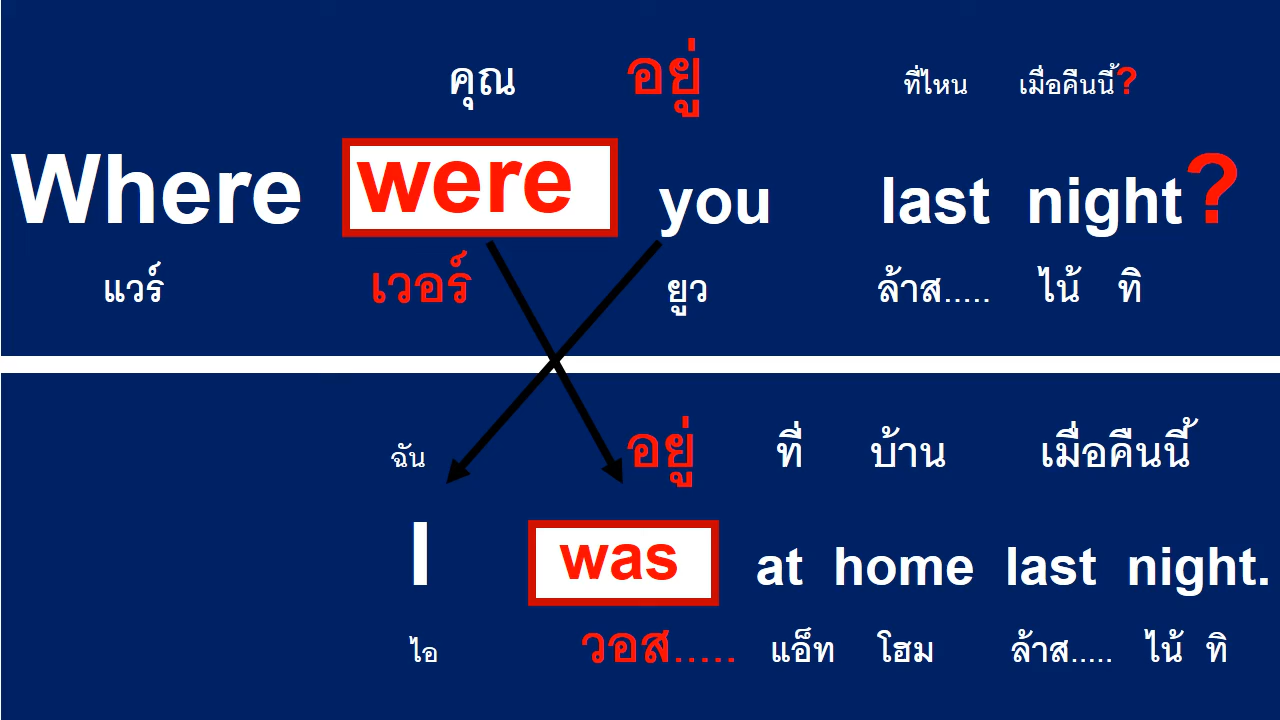 คุณ อยู่ ที่ไหน เมื่อคืนนี้?
Where were you last night?
แวร์ เวอร์ ยูว ล้าส..... ไน้ ทิ
ฉัน อยู่ ที่ บ้าน เมื่อคืนนี้
I was at home last night.
ไอ วอส..... แอ็ท โฮม ล้าส..... ไน้ ทิ